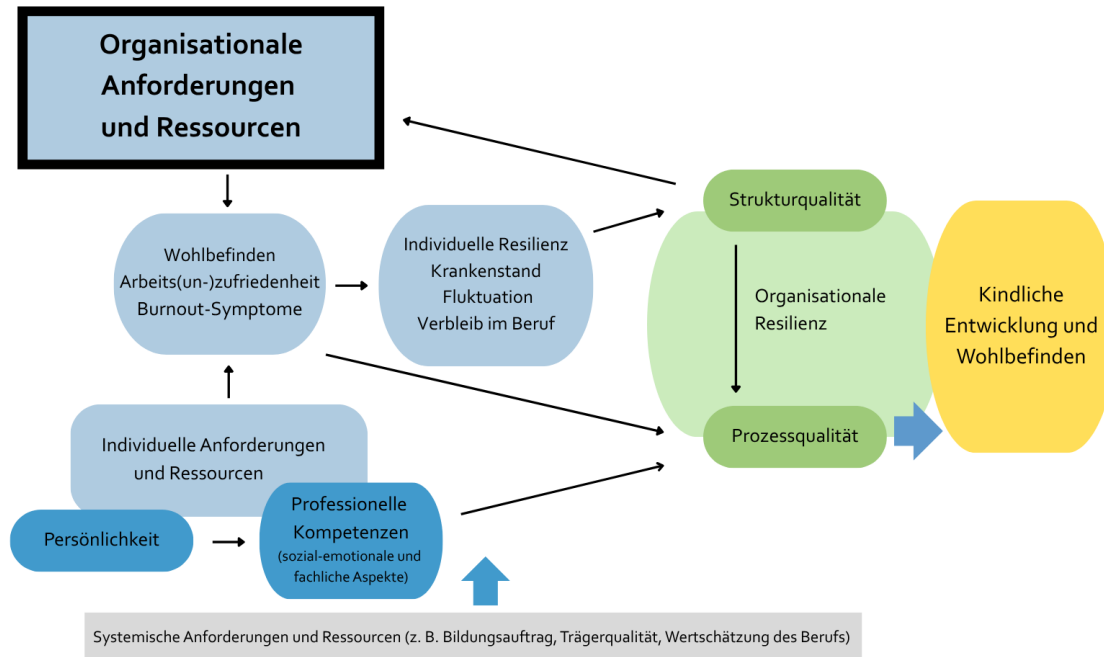 Organisationale
Anforderungen
und Ressourcen
Strukturqualität
Wohlbefinden
Arbeits(un-)zufriedenheit
Burnout-Symptome
Individuelle Resilienz
Krankenstand
Fluktuation
Verbleib im Beruf
Organisationale
Resilienz
Kindliche
Entwicklung und
Wohlbefinden
Prozessqualität
Individuelle Anforderungen
und Ressourcen
Persönlichkeit
Professionelle
Kompetenzen
(sozial-emotionale und
fachliche Aspekte)
Systemische Anforderungen und Ressourcen (z. B. Bildungsauftrag, Trägerqualität, Wertschätzung des Berufs)